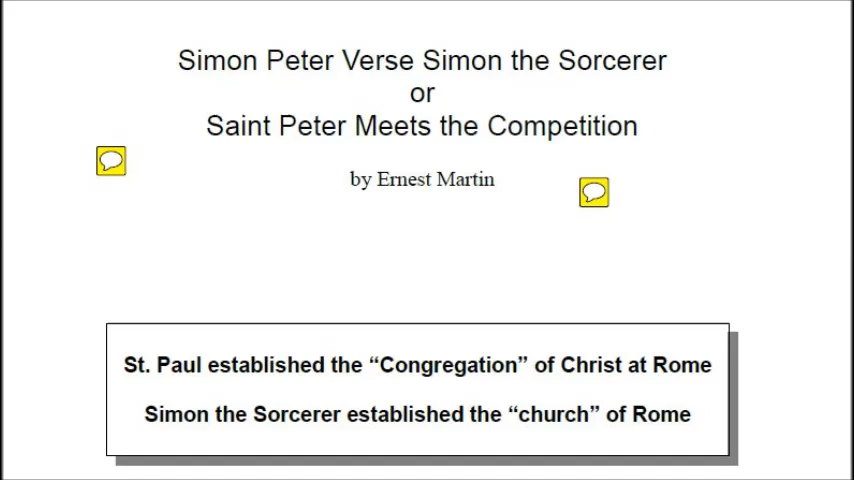 Simon Peter Verse Simon the Sorcerer
or
Saint Peter Meets the Competition
by Ernest Martin
St. Paul established the “Congregation” of Christ at Rome
Simon the Sorcerer established the “church” of Rome